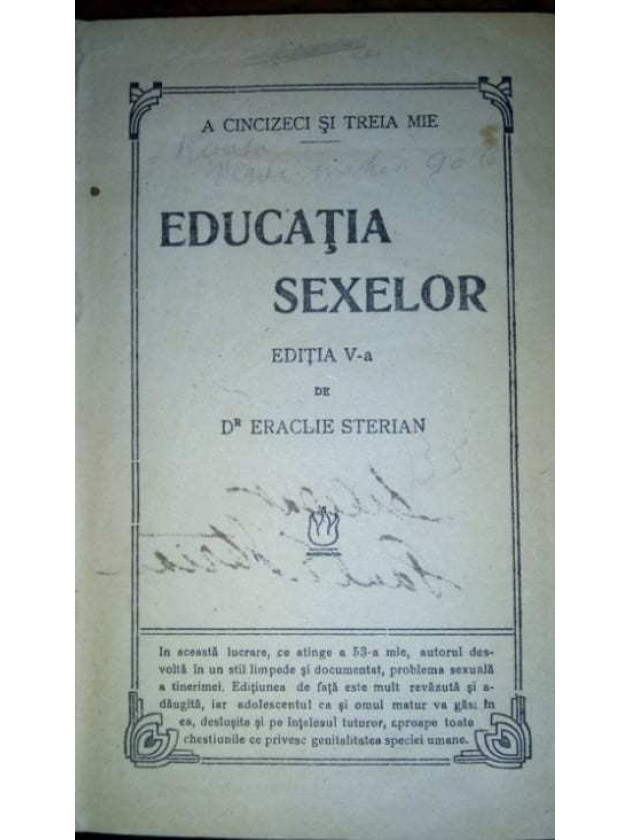 A CINCIZECI ŞI TREIA MIE
EDUCAŢIA
SEXELOR
EDIŢIA V-a
DE
Dᴿ ERACLIE STERIAN
In această lucrare, ce atinge a 53-a mie, autorul des-
voltă în un stil limpede şi documentat, problema sexuală
a tinerimei. Ediţiunea de faţă este mult revăzută şi a-
dăugită, iar adolescentul ca şi omul matur va găsi în
ea, desluşite şi pe înţelesul tuturor, aproape toate
chestiunile ce privesc genitalitatea speciei umane.